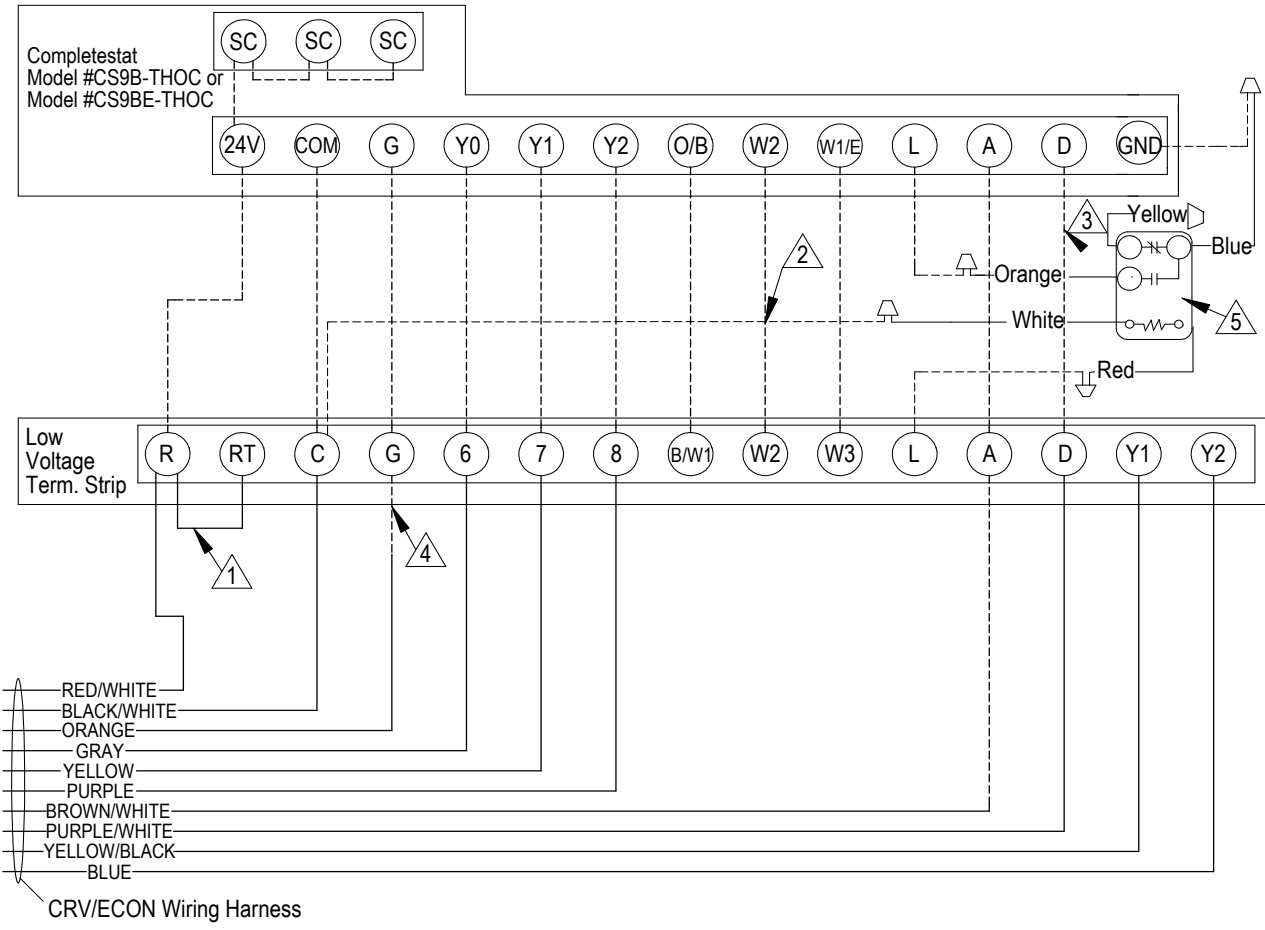 Completestat
Model #CS9B-THOC or
Model #CS9BE-THOC
SC SC SC
24V COM G Y0 Y1 Y2 O/B W2 W1/E L A D GND
3 Yellow
Blue
2
Orange
White
5
Red
Low
Voltage
Term. Strip
R RT C G 6 7 8 B/W1 W2 W3 L A D Y1 Y2
4
1
RED/WHITE
BLACK/WHITE
ORANGE
GRAY
YELLOW
PURPLE
BROWN/WHITE
PURPLE/WHITE
YELLOW/BLACK
BLUE
CRV/ECON Wiring Harness